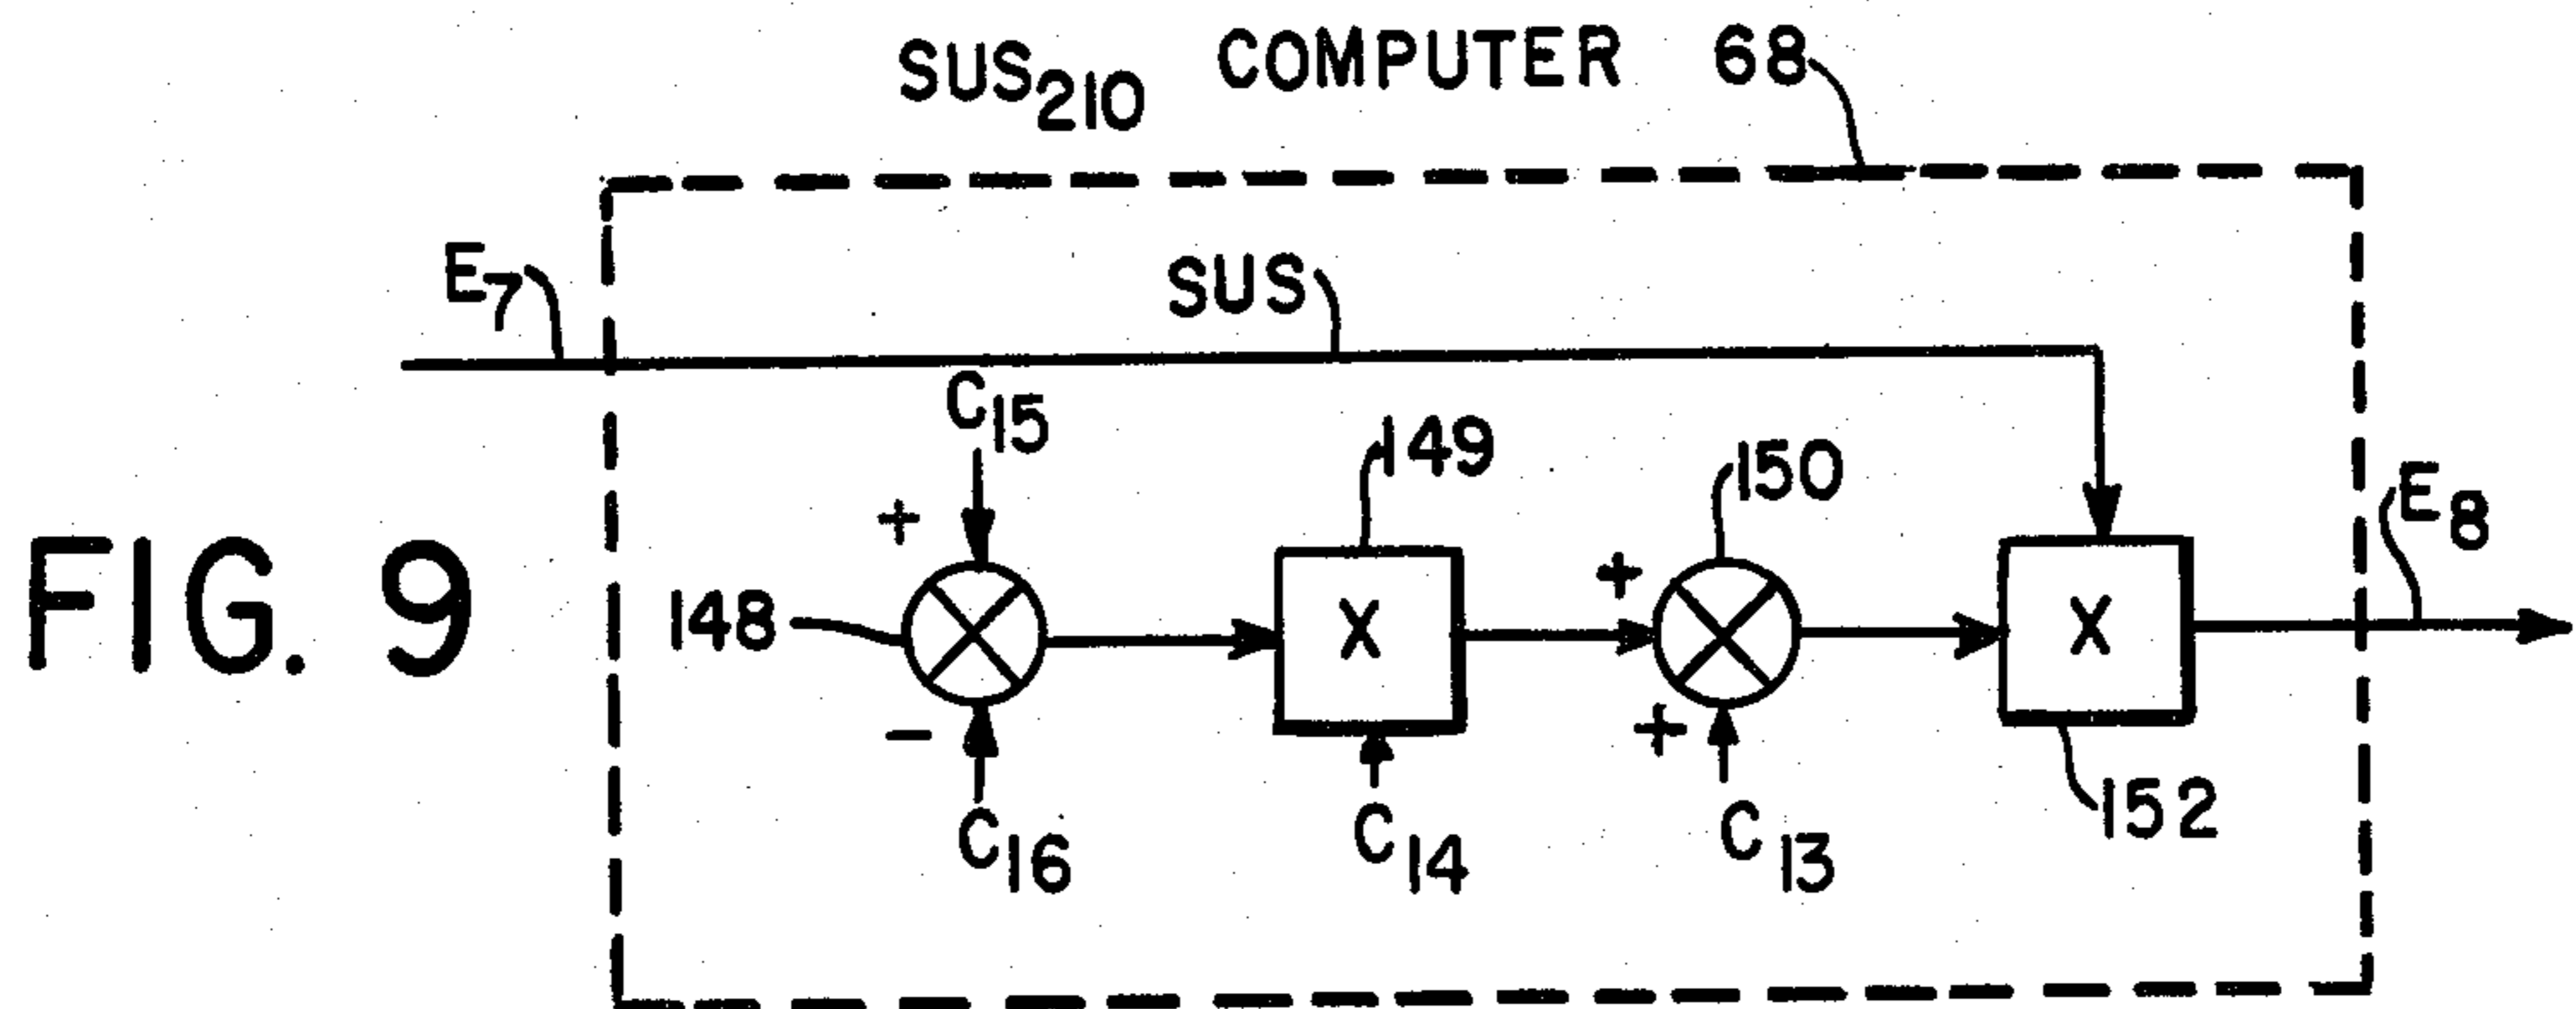 SUS210 COMPUTER 68
E7
SUS
C15
149
150
E8
+
+
148
X
X
FIG. 9
-
+
C16
C14
C13
152